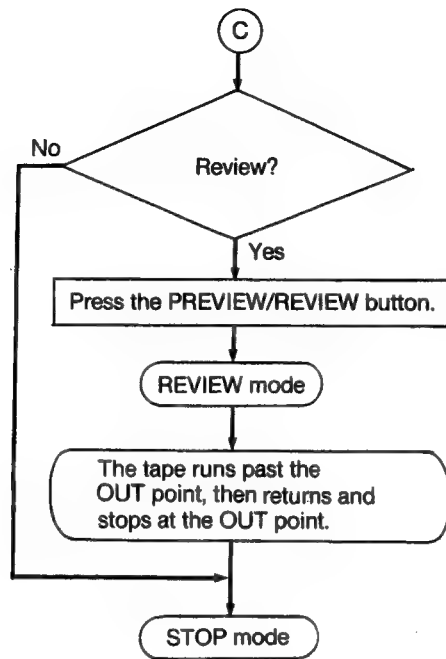 C
No
Review?
Yes
Press the PREVIEW/REVIEW button.
REVIEW mode
The tape runs past the
OUT point, then returns and
stops at the OUT point.
STOP mode